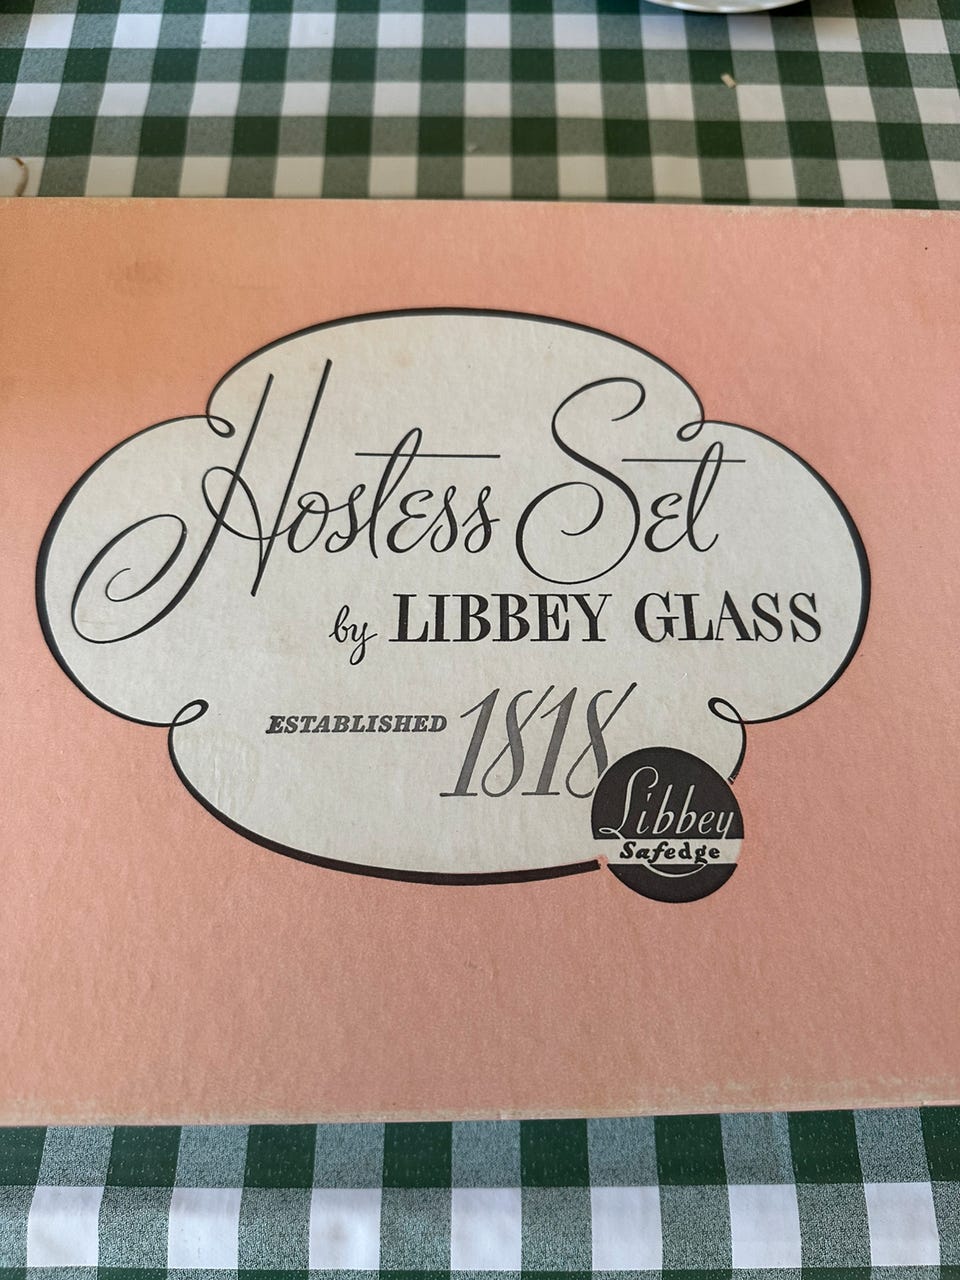 Hostess Set
by LIBBEY GLASS
ESTABLISHED 1818
Libbey
Safedge